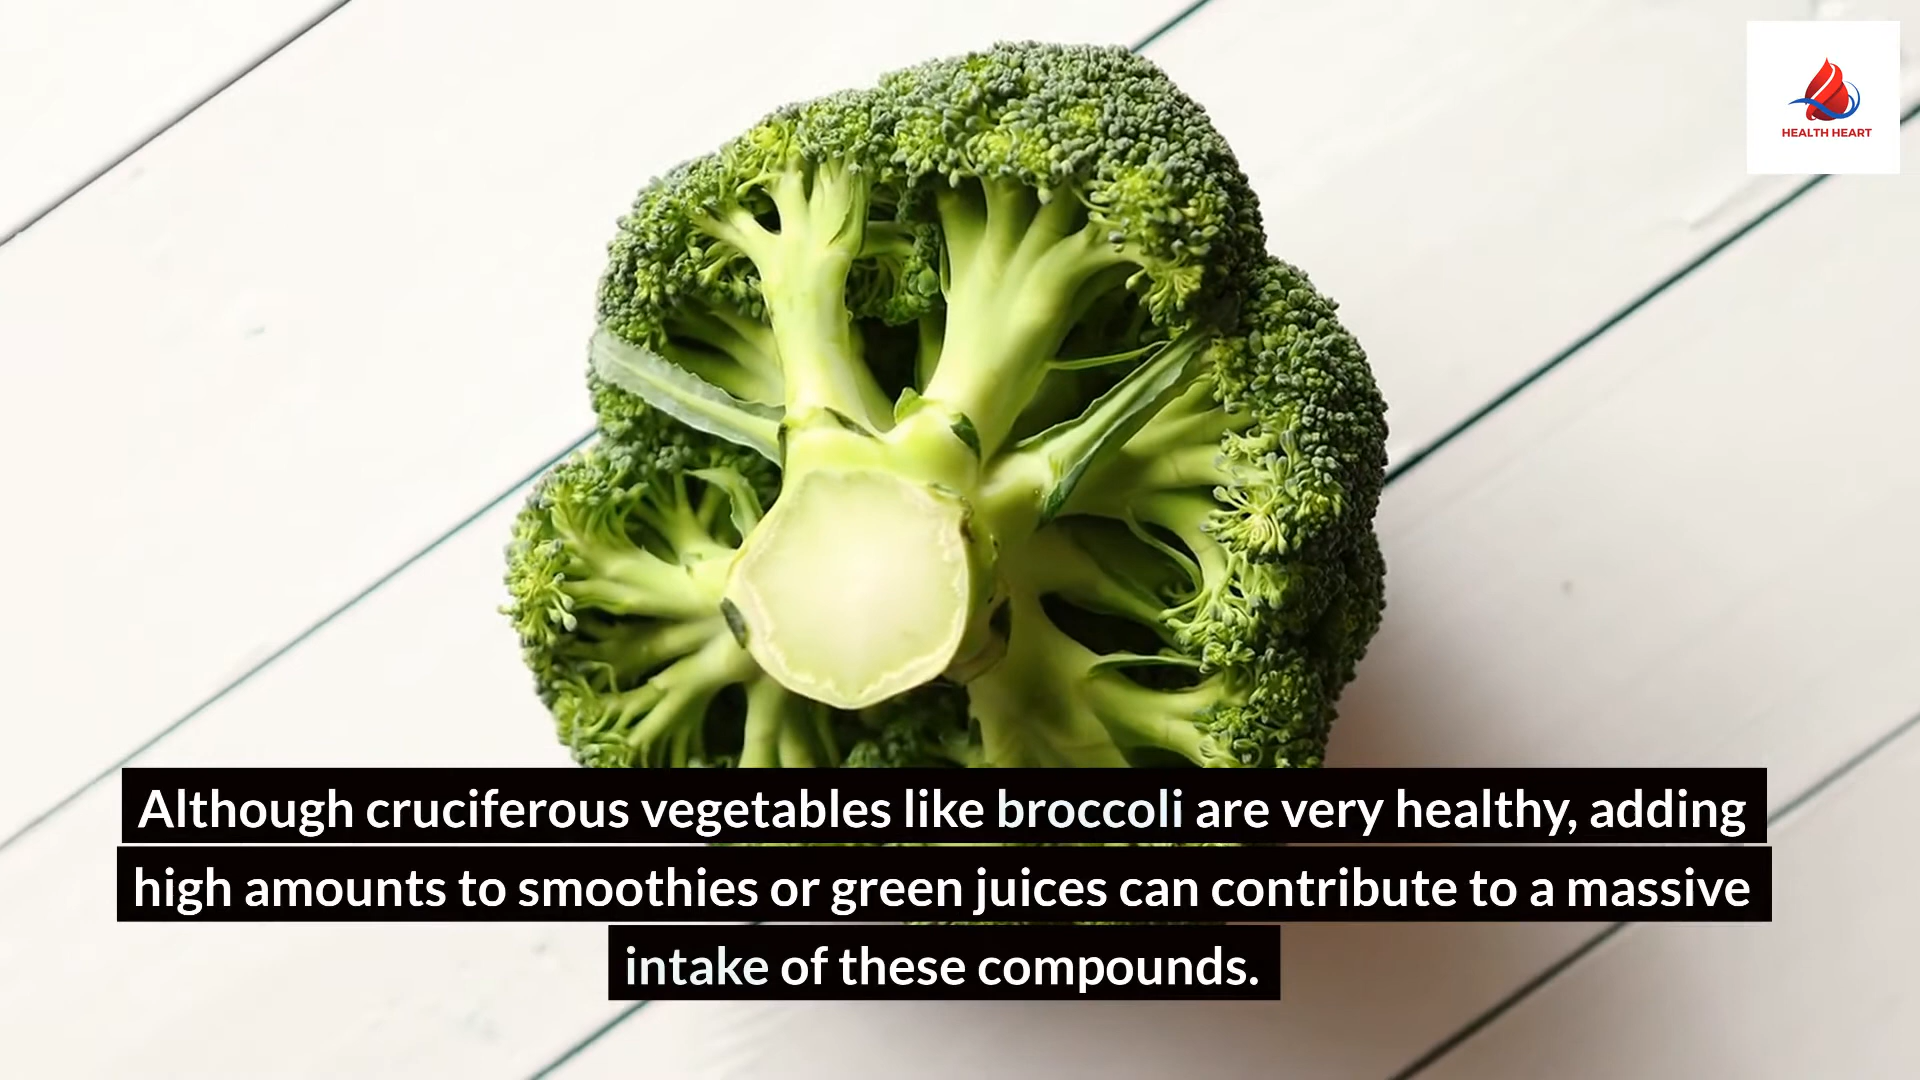 HEALTH HEART
Although cruciferous vegetables like broccoli are very healthy, adding
high amounts to smoothies or green juices can contribute to a massive
intake of these compounds.